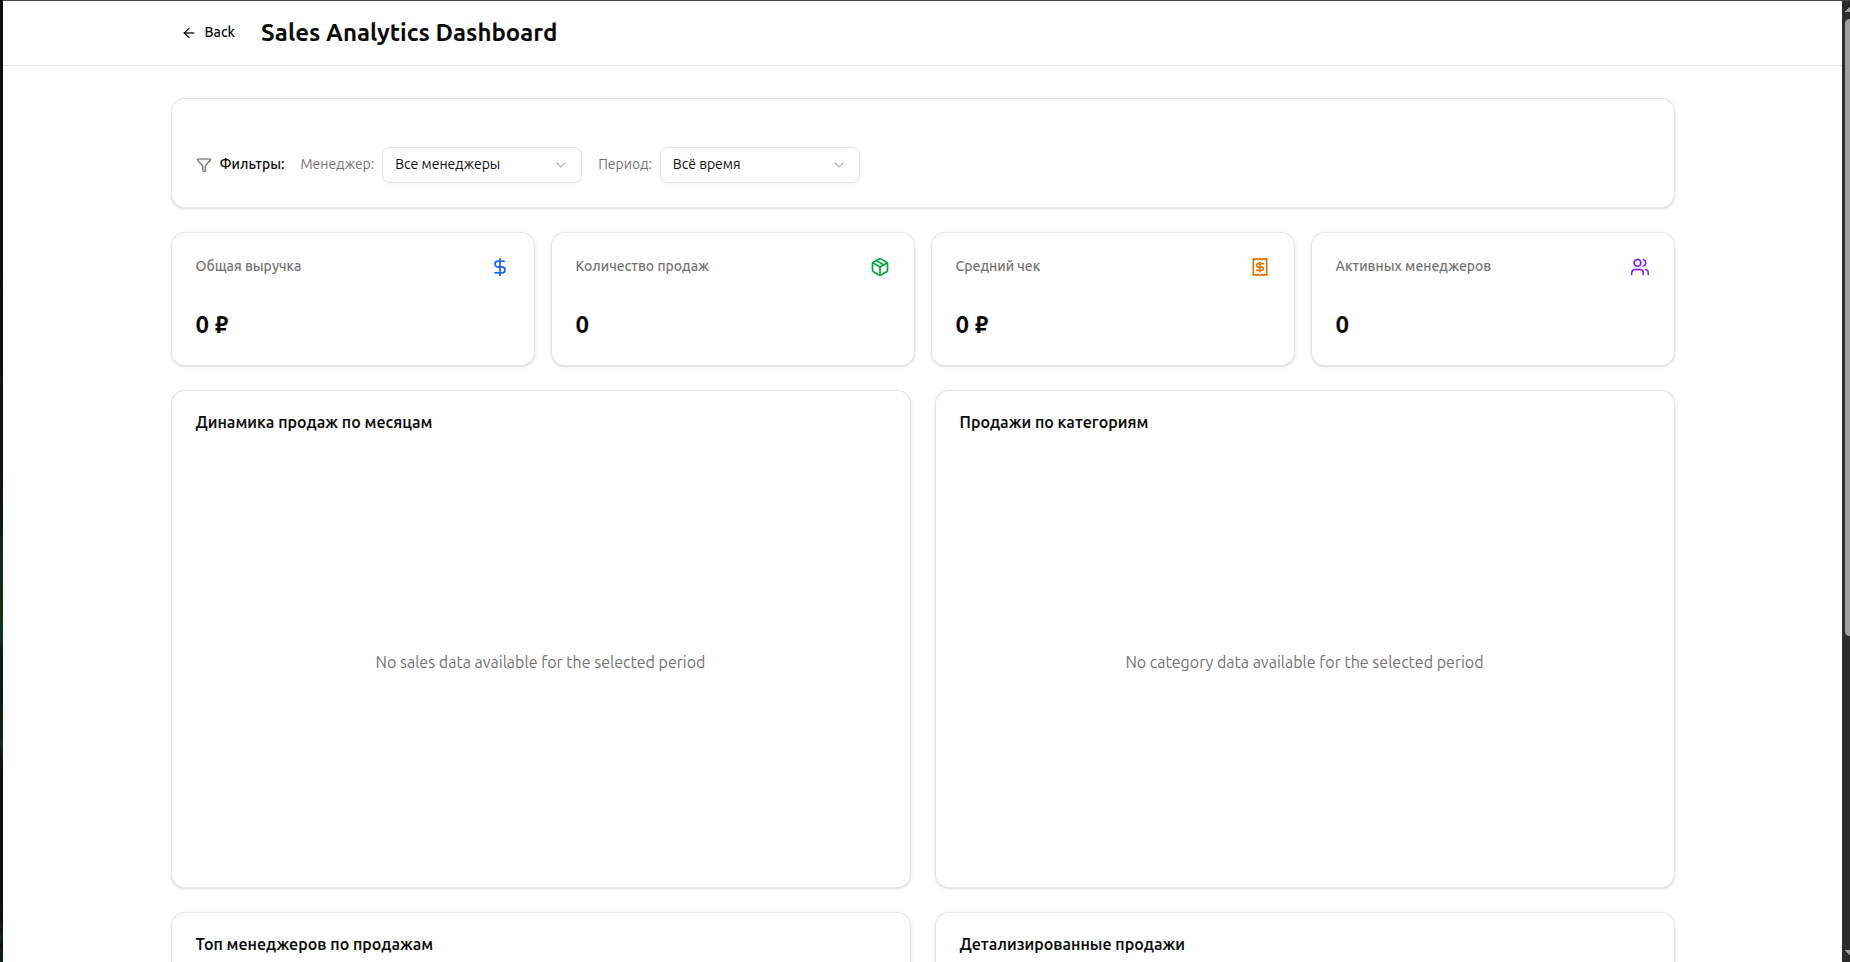 Back
Sales Analytics Dashboard
Фильтры: Менеджер: Все менеджеры Период: Всё время
Общая выручка
0 ₽
Количество продаж
0
Средний чек
0 ₽
Активных менеджеров
0
Динамика продаж по месяцам
No sales data available for the selected period
Продажи по категориям
No category data available for the selected period
Топ менеджеров по продажам
Детализированные продажи